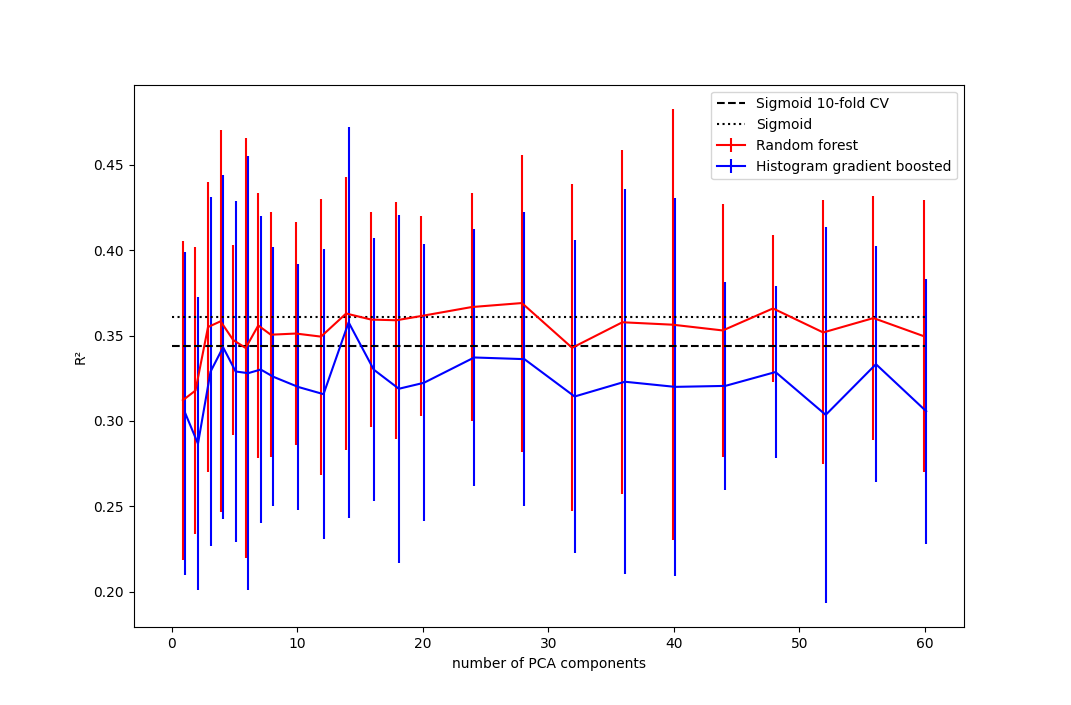 Sigmoid 10-fold CV
Sigmoid
Random forest
Histogram gradient boosted
R²
0.45
0.40
0.35
0.30
0.25
0.20
0 10 20 30 40 50 60
number of PCA components